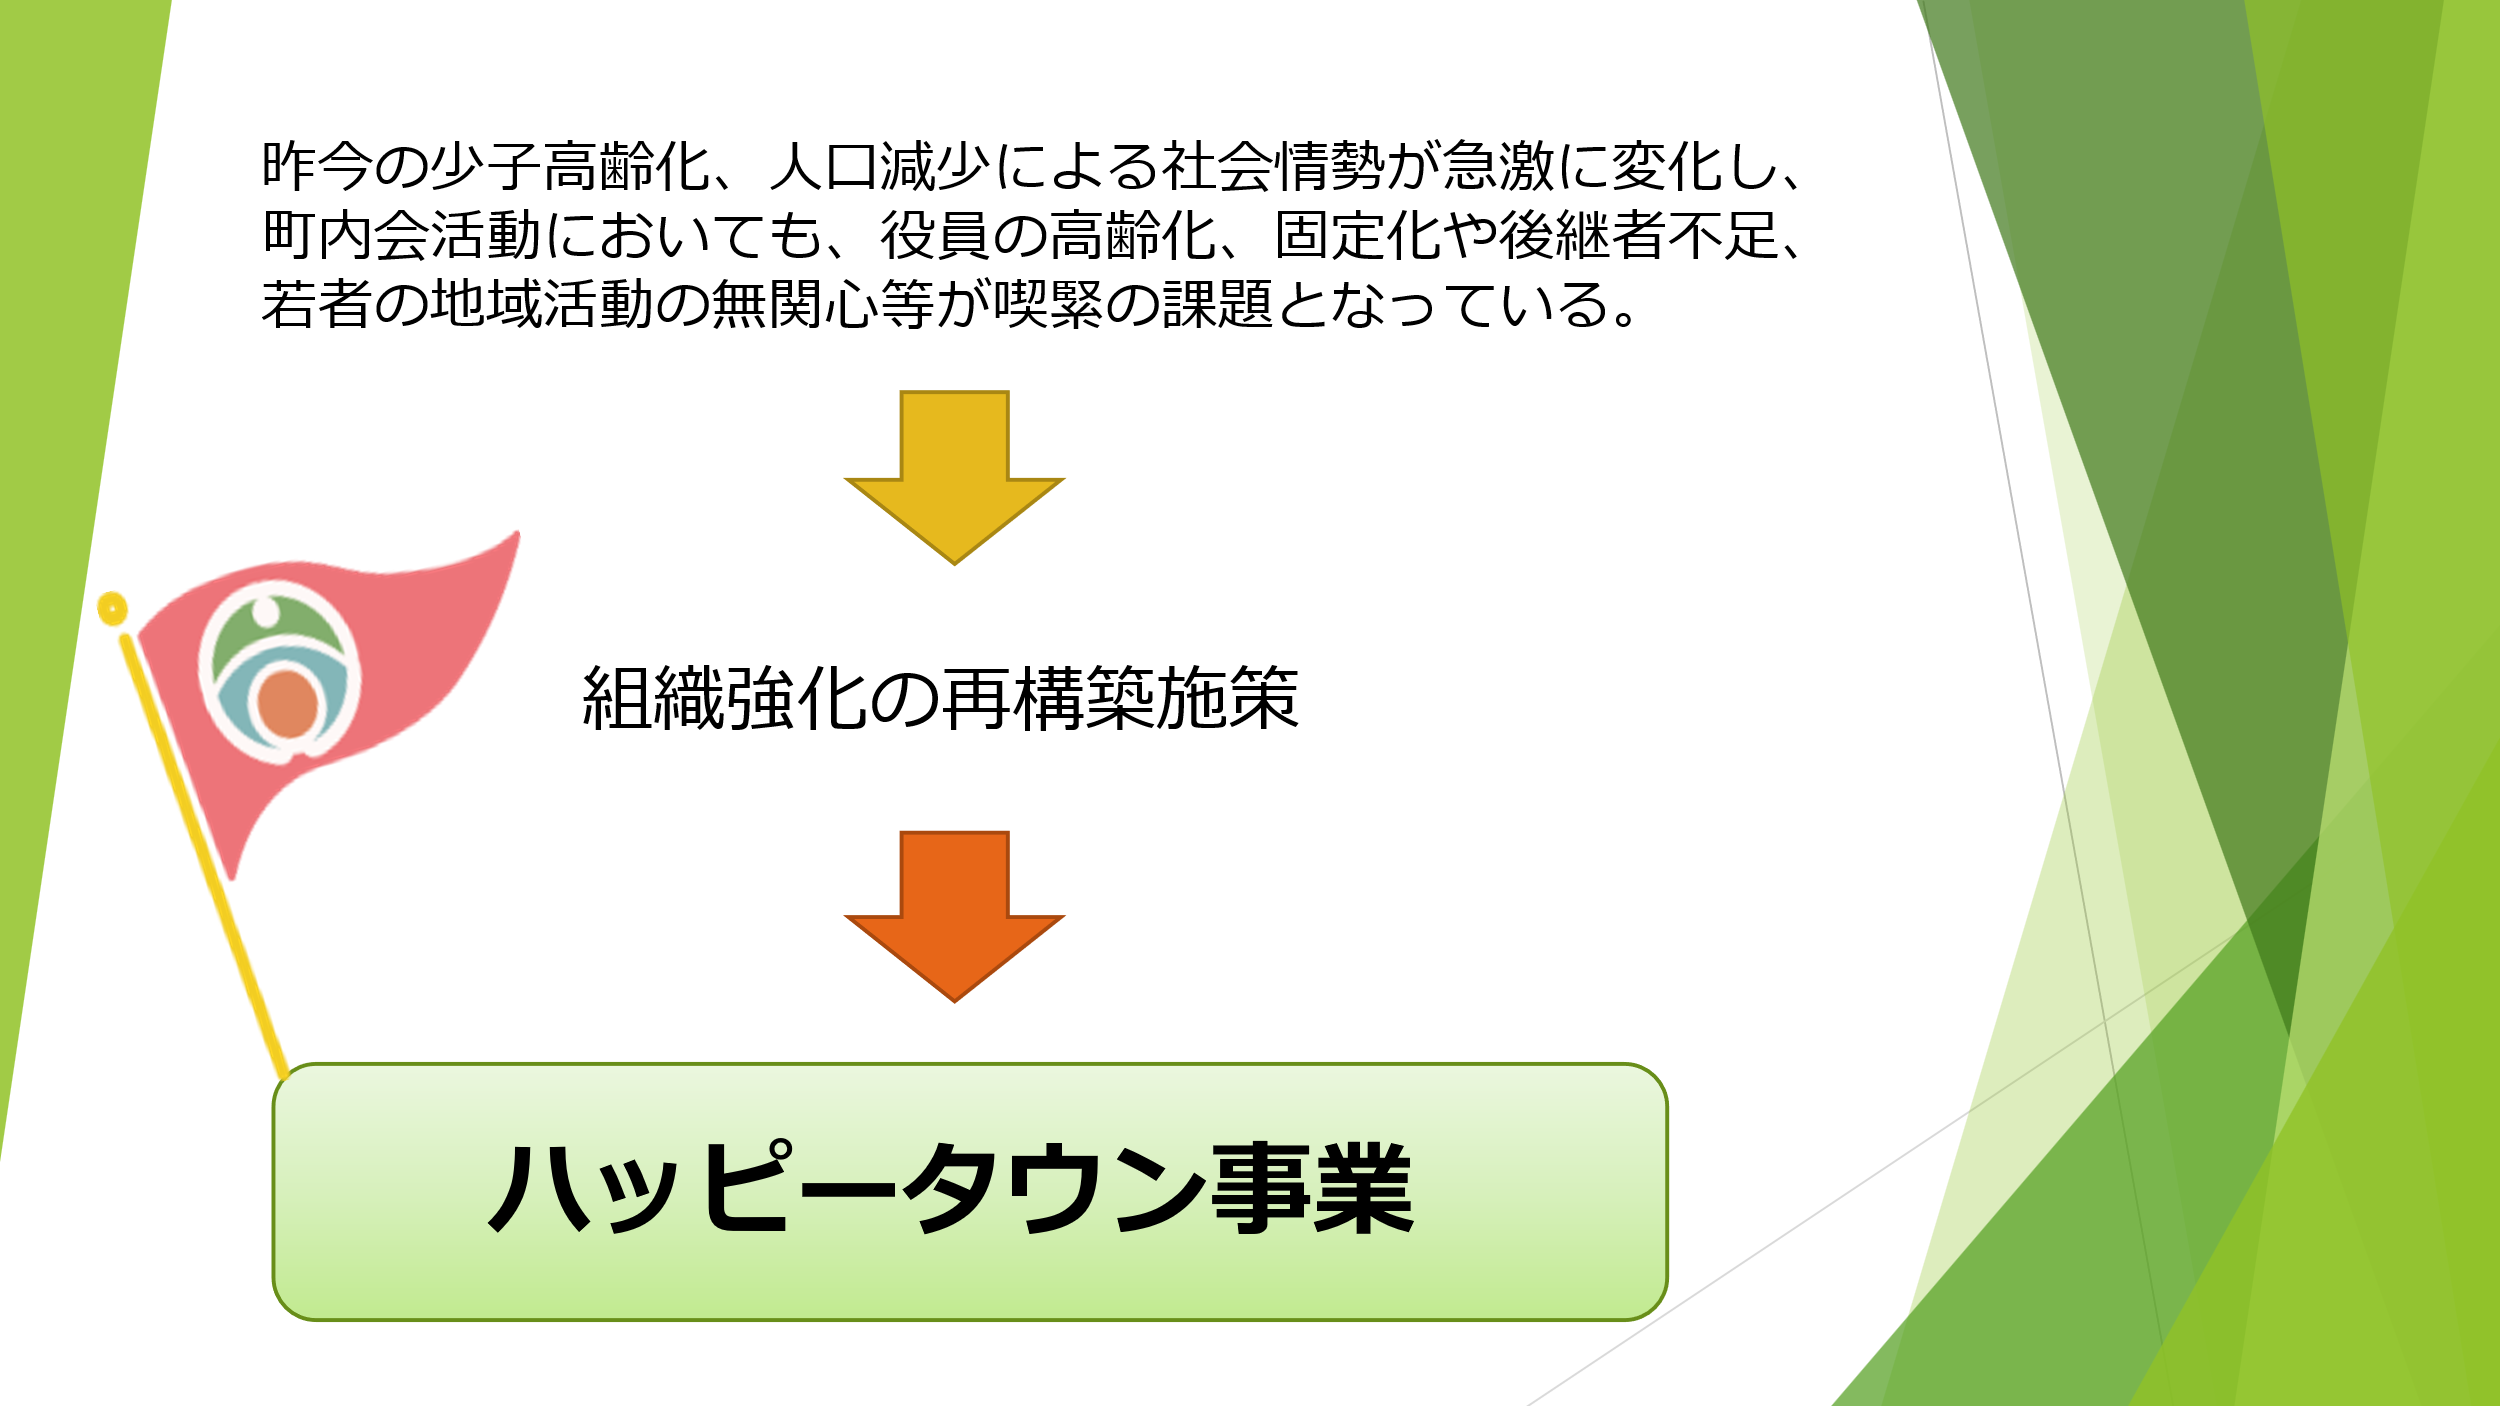 昨今の少子高齢化、人口減少による社会情勢が急激に変化し、
町内会活動においても、役員の高齢化、固定化や後継者不足、
若者の地域活動の無関心等が喫緊の課題となっている。
組織強化の再構築施策
ハッピータウン事業